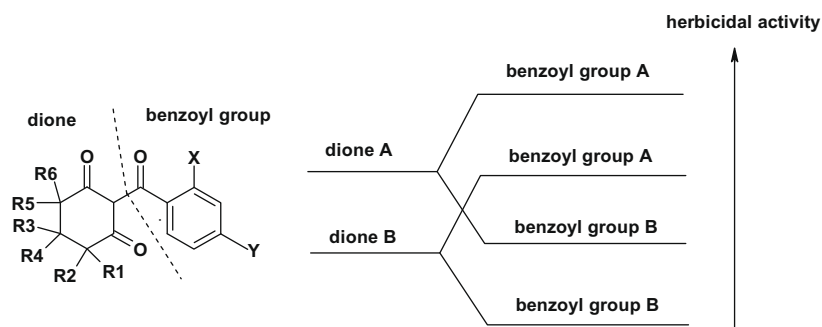 herbicidal activity
benzoyl group A
dione
benzoyl group
dione A
benzoyl group A
O
O
X
R6
R5
R3
R4
R2
R1
O
Y
benzoyl group B
dione B
benzoyl group B